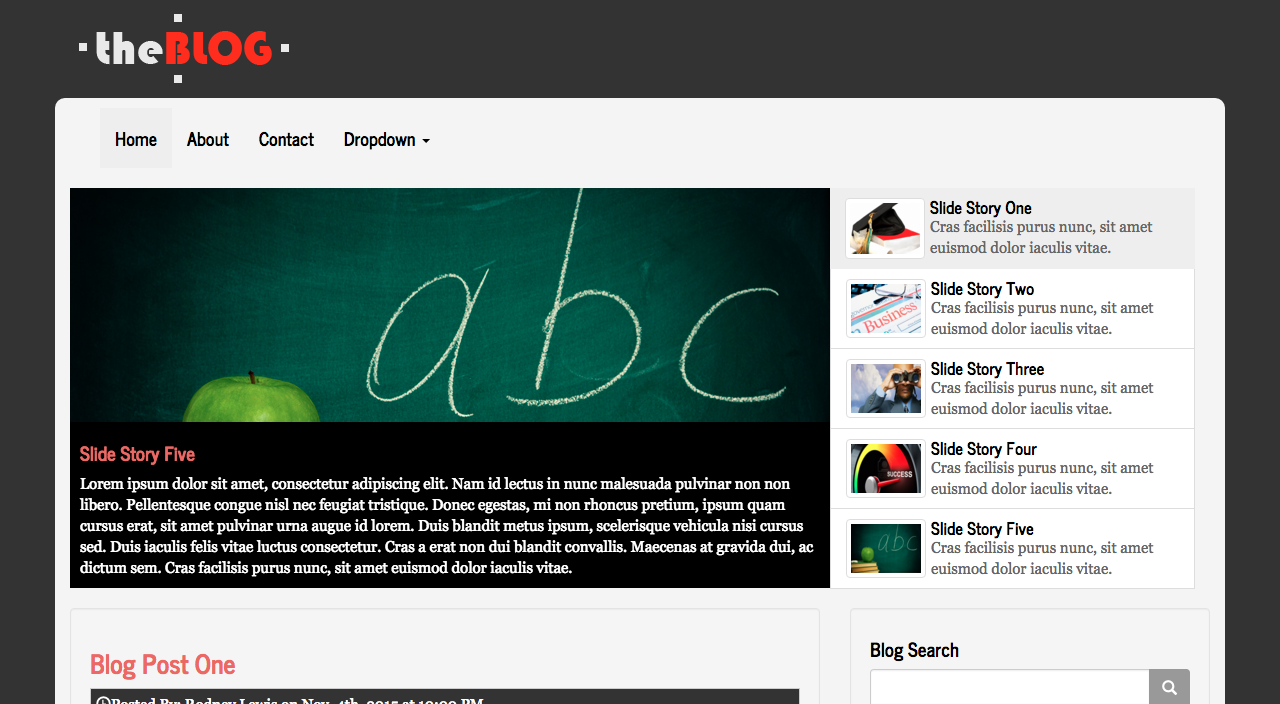 theBLOG
Home About Contact Dropdown
abc
Slide Story Five
Lorem ipsum dolor sit amet, consectetur adipiscing elit. Nam id lectus in nunc malesuada pulvinar non non
libero. Pellentesque congue nisl nec feugiat tristique. Donec egestas, mi non rhoncus pretium, ipsum quam
cursus erat, sit amet pulvinar urna augue id lorem. Duis blandit metus ipsum, scelerisque vehicula nisi cursus
sed. Duis iaculis felis vitae luctus consectetur. Cras a erat non dui blandit convallis. Maecenas at gravida dui, ac
dictum sem. Cras facilisis purus nunc, sit amet euismod dolor iaculis vitae.
Slide Story One
Cras facilisis purus nunc, sit amet
euismod dolor iaculis vitae.
Business
Slide Story Two
Cras facilisis purus nunc, sit amet
euismod dolor iaculis vitae.
Slide Story Three
Cras facilisis purus nunc, sit amet
euismod dolor iaculis vitae.
SUCCESS
Slide Story Four
Cras facilisis purus nunc, sit amet
euismod dolor iaculis vitae.
abc
Slide Story Five
Cras facilisis purus nunc, sit amet
euismod dolor iaculis vitae.
Blog Post One
Posted By: Rodney Lewis on Nov. 4th, 2015 at 10:00 PM
Blog Search